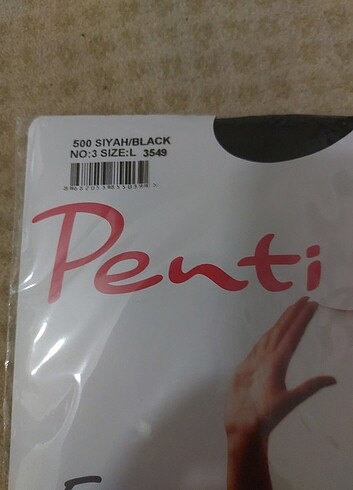 500 SIYAH/BLACK
NO:3 SIZE:L 3549
Penti